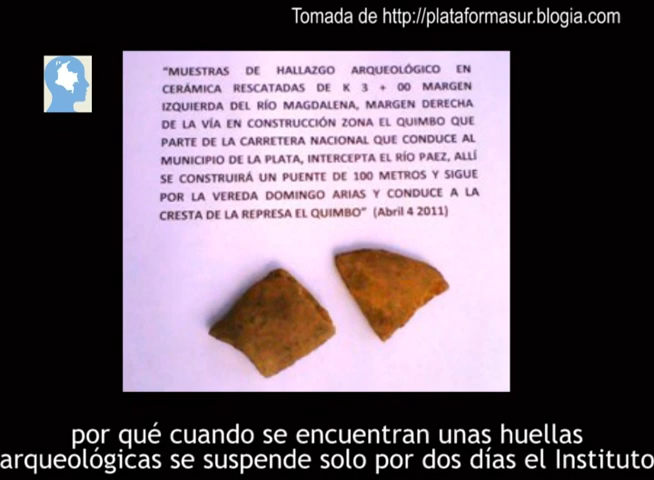 Tomada de http://plataformasur.blogia.com
"MUESTRAS DE HALLAZGO ARQUEOLÓGICO EN
CERÁMICA RESCATADAS DE K 3 + 00 MARGEN
IZQUIERDA DEL RÍO MAGDALENA, MARGEN DERECHA
DE LA VÍA EN CONSTRUCCIÓN ZONA EL QUIMBO QUE
PARTE DE LA CARRETERA NACIONAL QUE CONDUCE AL
MUNICIPIO DE LA PLATA, INTERCEPTA EL RÍO PAEZ, ALLÍ
SE CONSTRUIRÁ UN PUENTE DE 100 METROS Y SIGUE
POR LA VEREDA DOMINGO ARIAS Y CONDUCE A LA
CRESTA DE LA REPRESA EL QUIMBO" (Abril 4 2011)
por qué cuando se encuentran unas huellas
arqueológicas se suspende solo por dos días el Instituto